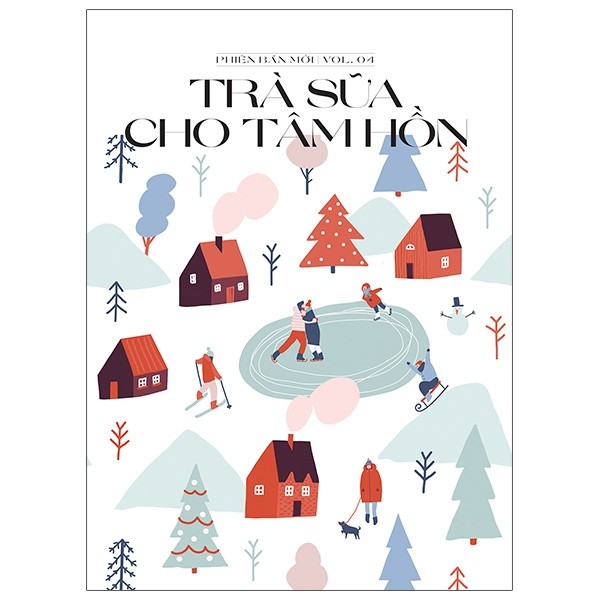 PHIÊN BẢN MỚI | VOL. 04
TRÀ SỮA
CHO TÂM HỒN